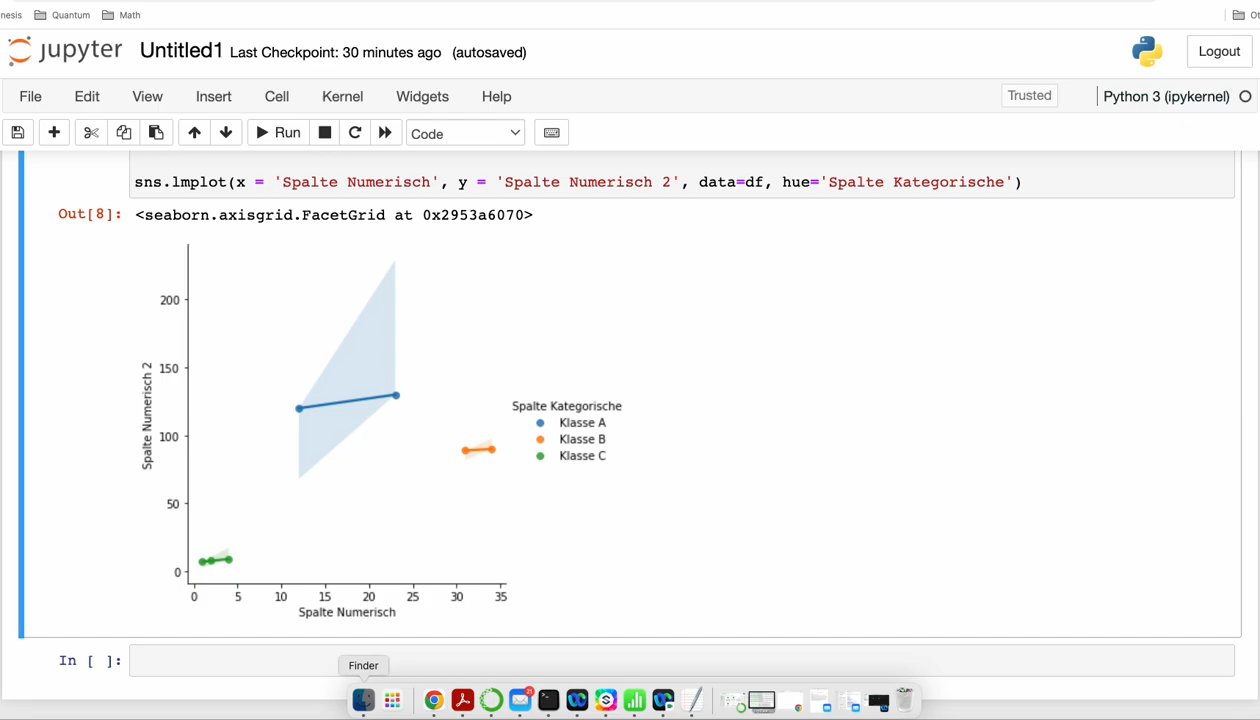 nesis Quantum Math Ot
jupyter Untitled1 Last Checkpoint: 30 minutes ago (autosaved) Logout
File Edit View Insert Cell Kernel Widgets Help Trusted Python 3 (ipykernel)
Run Code
sns.lmplot(x = 'Spalte Numerisch', y = 'Spalte Numerisch 2', data=df, hue='Spalte Kategorische')
Out[8]: <seaborn.axisgrid.FacetGrid at 0x2953a6070>
200
150
100
50
0
Spalte Numerisch 2
0 5 10 15 20 25 30 35
Spalte Numerisch
Spalte Kategorische
Klasse A
Klasse B
Klasse C
In [ ]:
Finder
21